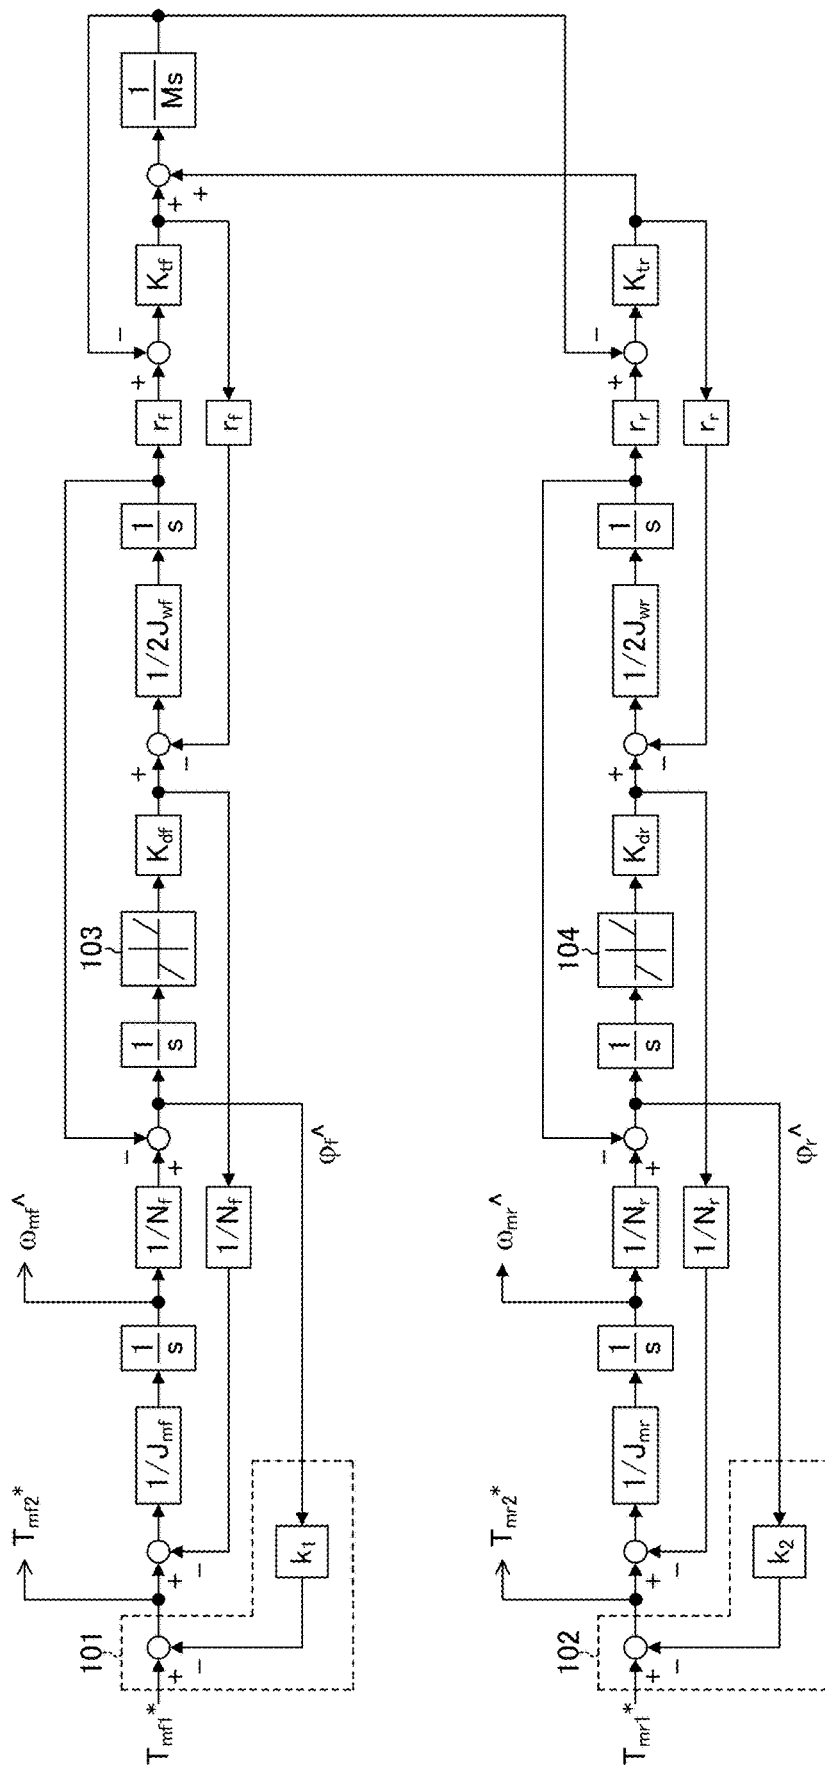 T_mf1*
+
−
101
k₁
T_mf2*
+
−
1/J_mf
1/s
ω_mf^
1/N_f
1/N_f
+
−
φ_f^
1/s
103
K_df
+
−
1/2J_wf
1/s
r_f
r_f
+
−
K_tf
+
+
1/Ms
T_mr1*
+
−
102
k₂
T_mr2*
+
−
1/J_mr
1/s
ω_mr^
1/N_r
1/N_r
+
−
φ_r^
1/s
104
K_dr
+
−
1/2J_wr
1/s
r_r
r_r
+
−
K_tr